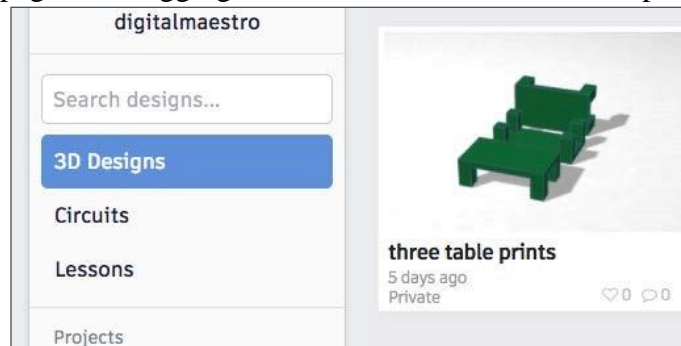 digitalmaestro
Search designs...
3D Designs
Circuits
Lessons
Projects
three table prints
5 days ago
Private
0 0